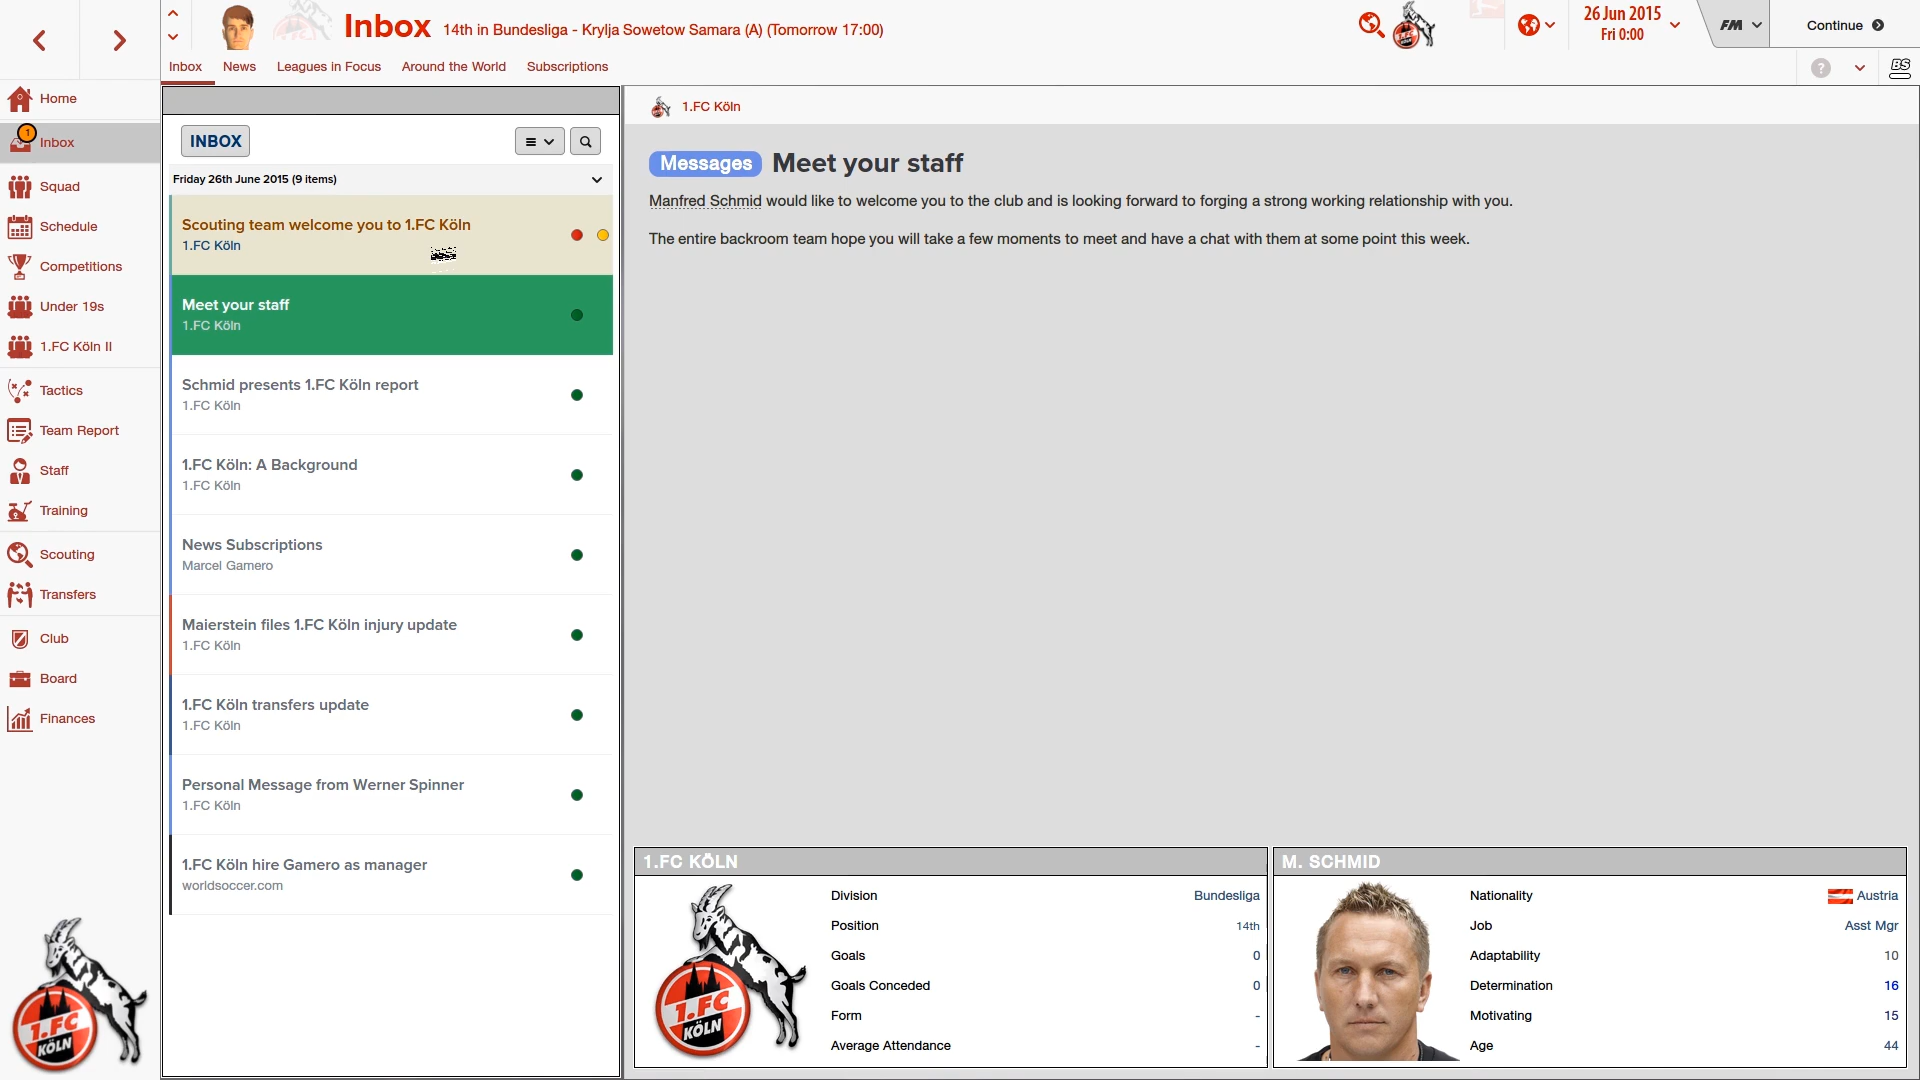 Inbox
14th in Bundesliga - Krylja Sowetow Samara (A) (Tomorrow 17:00)
26 Jun 2015
Fri 0:00
FM
Continue
Inbox
News
Leagues in Focus
Around the World
Subscriptions
?
BS
Home
1
Inbox
Squad
Schedule
Competitions
Under 19s
1.FC Köln II
Tactics
Team Report
Staff
Training
Scouting
Transfers
Club
Board
Finances
1.FC
KÖLN
INBOX
Friday 26th June 2015 (9 items)
Scouting team welcome you to 1.FC Köln
1.FC Köln
Meet your staff
1.FC Köln
Schmid presents 1.FC Köln report
1.FC Köln
1.FC Köln: A Background
1.FC Köln
News Subscriptions
Marcel Gamero
Maierstein files 1.FC Köln injury update
1.FC Köln
1.FC Köln transfers update
1.FC Köln
Personal Message from Werner Spinner
1.FC Köln
1.FC Köln hire Gamero as manager
worldsoccer.com
1.FC Köln
Messages Meet your staff
Manfred Schmid would like to welcome you to the club and is looking forward to forging a strong working relationship with you.
The entire backroom team hope you will take a few moments to meet and have a chat with them at some point this week.
1.FC KÖLN
1.FC
KÖLN
Division Bundesliga
Position 14th
Goals 0
Goals Conceded 0
Form -
Average Attendance -
M. SCHMID
Nationality Austria
Job Asst Mgr
Adaptability 10
Determination 16
Motivating 15
Age 44